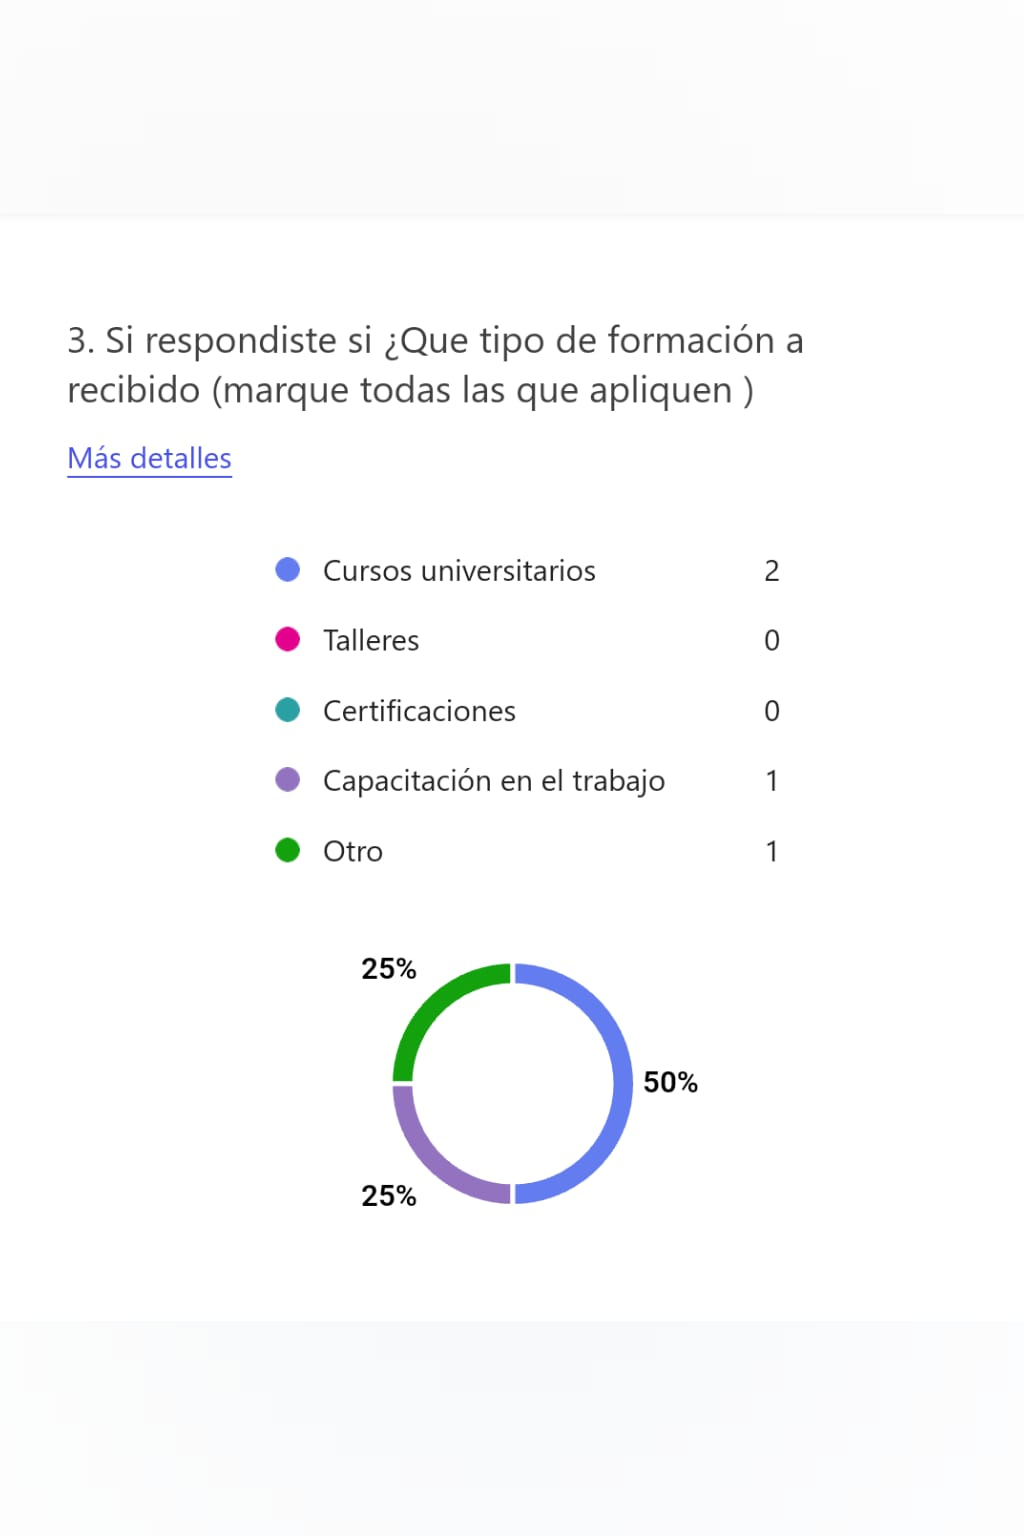 3. Si respondiste si ¿Que tipo de formación a
recibido (marque todas las que apliquen )
Más detalles
Cursos universitarios 2
Talleres 0
Certificaciones 0
Capacitación en el trabajo 1
Otro 1
25%
50%
25%